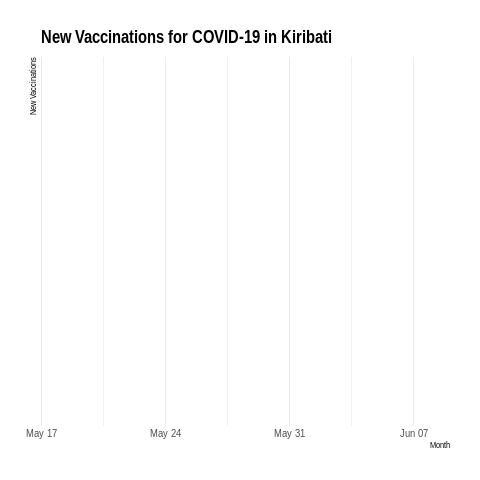 New Vaccinations for COVID-19 in Kiribati
New Vaccinations
May 17
May 24
May 31
Jun 07
Month